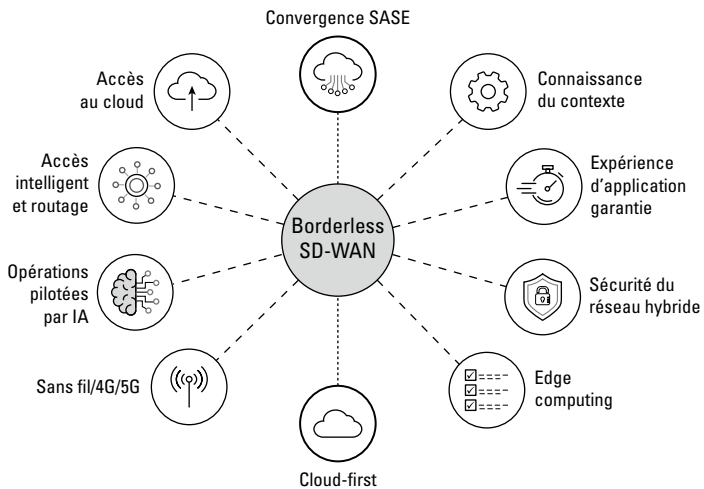 Convergence SASE
Accès
au cloud
Connaissance
du contexte
Accès
intelligent
et routage
Expérience
d'application
garantie
Borderless
SD-WAN
Opérations
pilotées
par IA
Sécurité du
réseau hybride
Sans fil/4G/5G
Edge
computing
Cloud-first